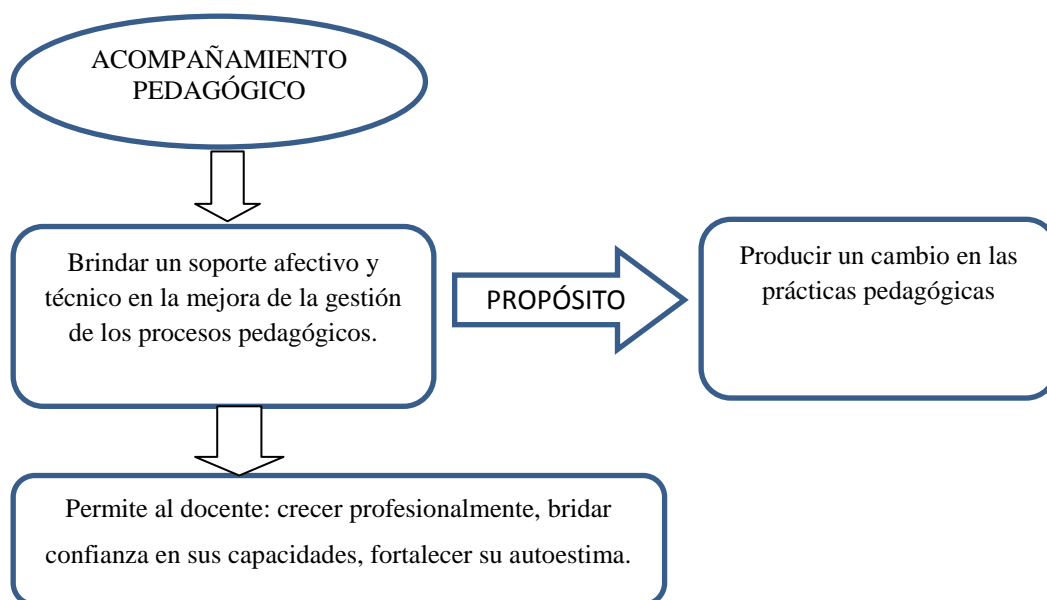 ACOMPAÑAMIENTO
PEDAGÓGICO
Brindar un soporte afectivo y
técnico en la mejora de la gestión
de los procesos pedagógicos.
PROPÓSITO
Producir un cambio en las
prácticas pedagógicas
Permite al docente: crecer profesionalmente, bridar
confianza en sus capacidades, fortalecer su autoestima.